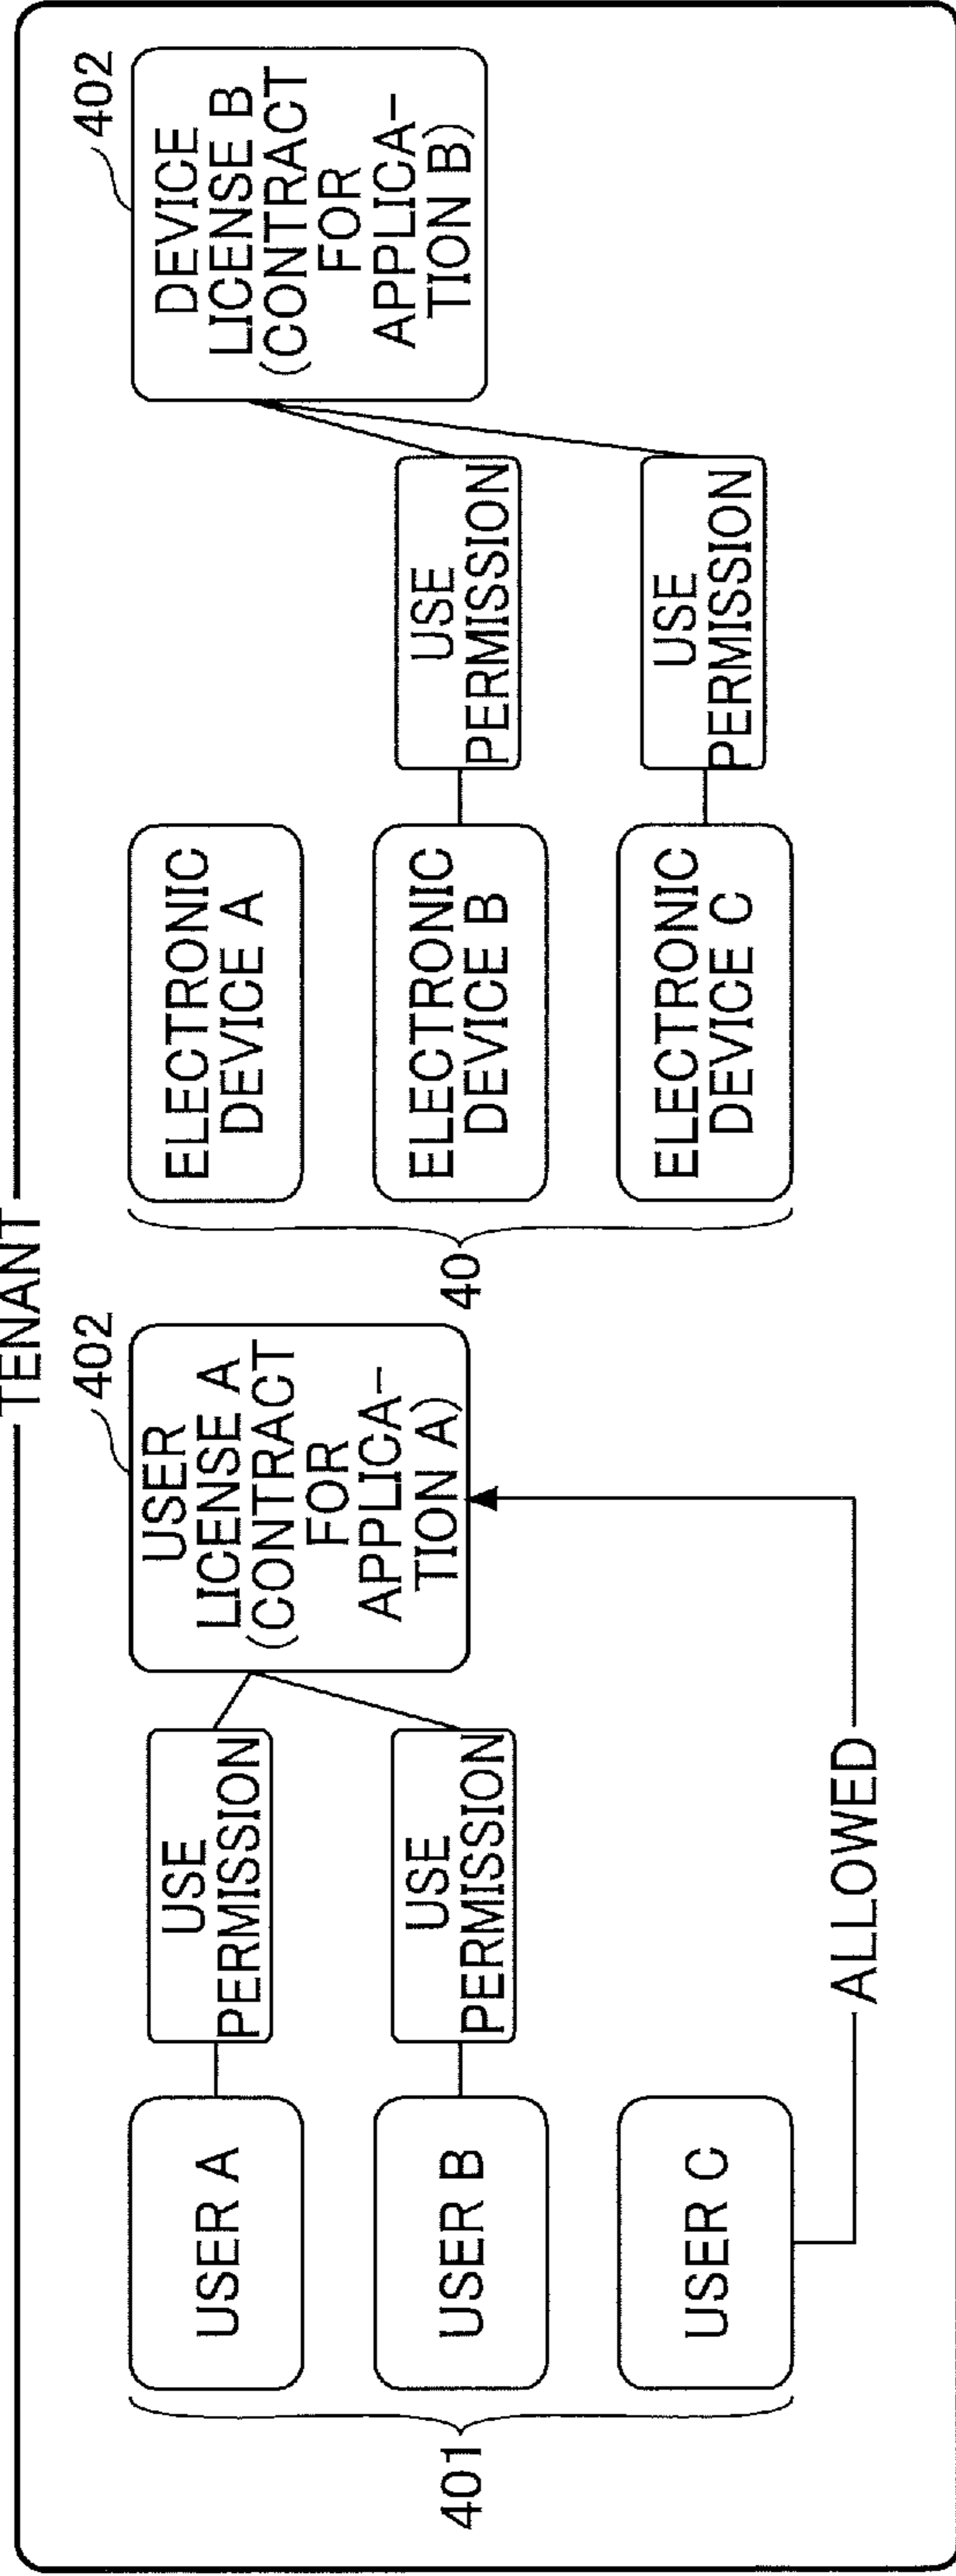 TENANT
401
USER A
USER B
USER C
USE
PERMISSION
USE
PERMISSION
ALLOWED
402
USER
LICENSE A
(CONTRACT
FOR
APPLICA-
TION A)
40
ELECTRONIC
DEVICE A
ELECTRONIC
DEVICE B
ELECTRONIC
DEVICE C
USE
PERMISSION
USE
PERMISSION
402
DEVICE
LICENSE B
(CONTRACT
FOR
APPLICA-
TION B)